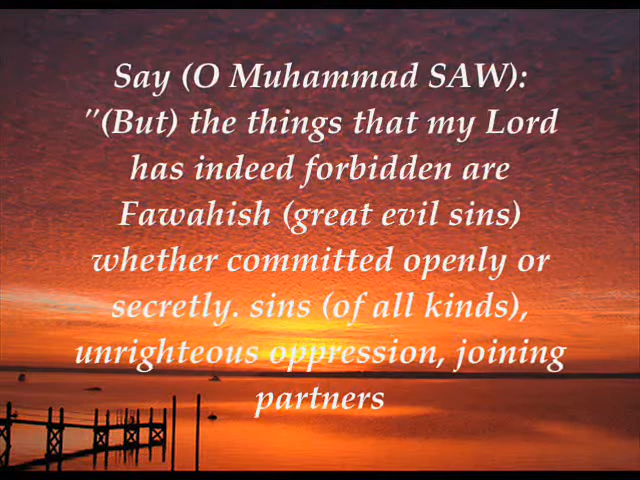 Say (O Muhammad SAW):
"(But) the things that my Lord
has indeed forbidden are
Fawahish (great evil sins)
whether committed openly or
secretly. sins (of all kinds),
unrighteous oppression, joining
partners